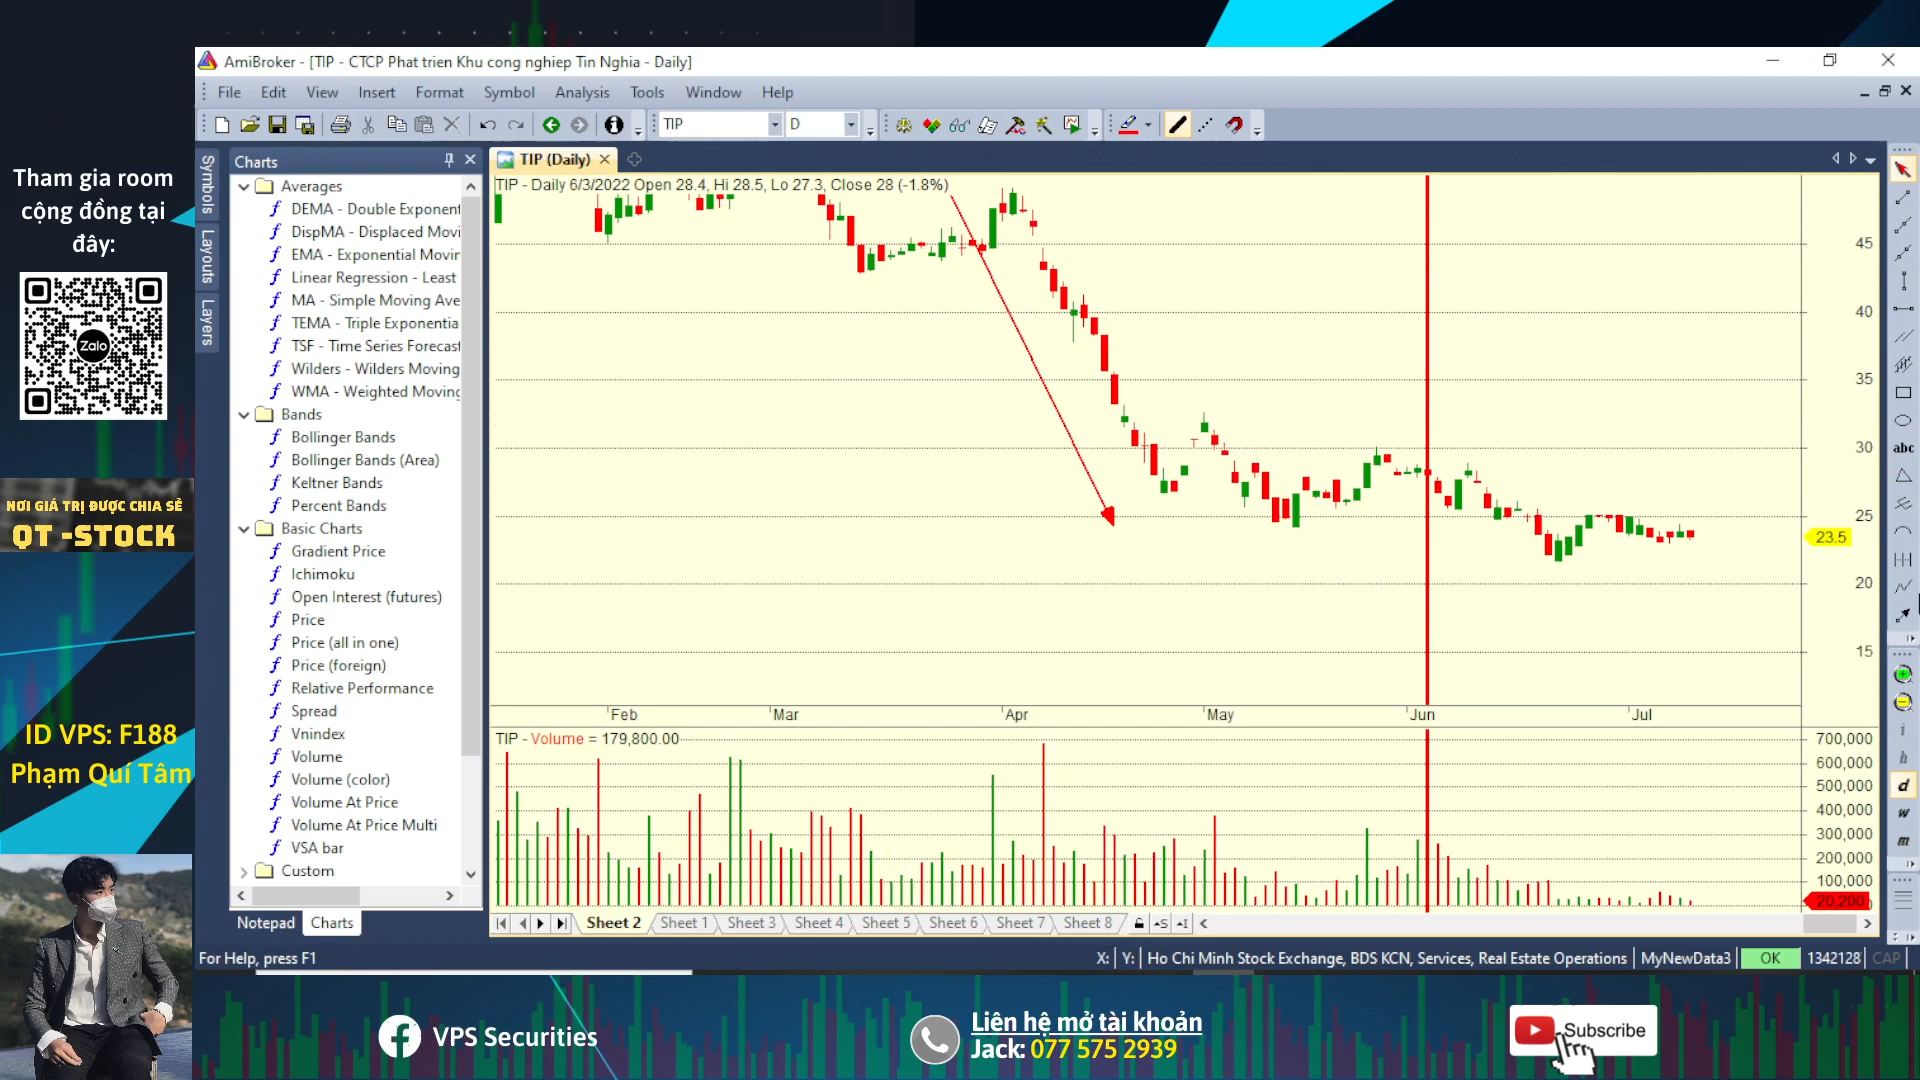 AmiBroker - [TIP - CTCP Phat trien Khu cong nghiep Tin Nghia - Daily]
File Edit View Insert Format Symbol Analysis Tools Window Help
TIP D
Symbols
Layouts
Layers
Charts
Averages
DEMA - Double Exponent
DispMA - Displaced Movi
EMA - Exponential Movin
Linear Regression - Least
MA - Simple Moving Ave
TEMA - Triple Exponentia
TSF - Time Series Forecast
Wilders - Wilders Moving
WMA - Weighted Moving
Bands
Bollinger Bands
Bollinger Bands (Area)
Keltner Bands
Percent Bands
Basic Charts
Gradient Price
Ichimoku
Open Interest (futures)
Price
Price (all in one)
Price (foreign)
Relative Performance
Spread
Vnindex
Volume
Volume (color)
Volume At Price
Volume At Price Multi
VSA bar
Custom
Notepad Charts
TIP (Daily)
TIP - Daily 6/3/2022 Open 28.4, Hi 28.5, Lo 27.3, Close 28 (-1.8%)
45
40
35
30
25
23.5
20
15
Feb Mar Apr May Jun Jul
TIP - Volume = 179,800.00
700,000
600,000
500,000
400,000
300,000
200,000
100,000
20,200
Sheet 2 Sheet 1 Sheet 3 Sheet 4 Sheet 5 Sheet 6 Sheet 7 Sheet 8
abc
i
h
d
w
m
For Help, press F1
X: Y: Ho Chi Minh Stock Exchange, BDS KCN, Services, Real Estate Operations MyNewData3 OK 1342128 CAP
Tham gia room
cộng đồng tại
đây:
Zalo
NƠI GIÁ TRỊ ĐƯỢC CHIA SẺ
QT -STOCK
ID VPS: F188
Phạm Quí Tâm
VPS Securities
Liên hệ mở tài khoản
Jack: 077 575 2939
Subscribe